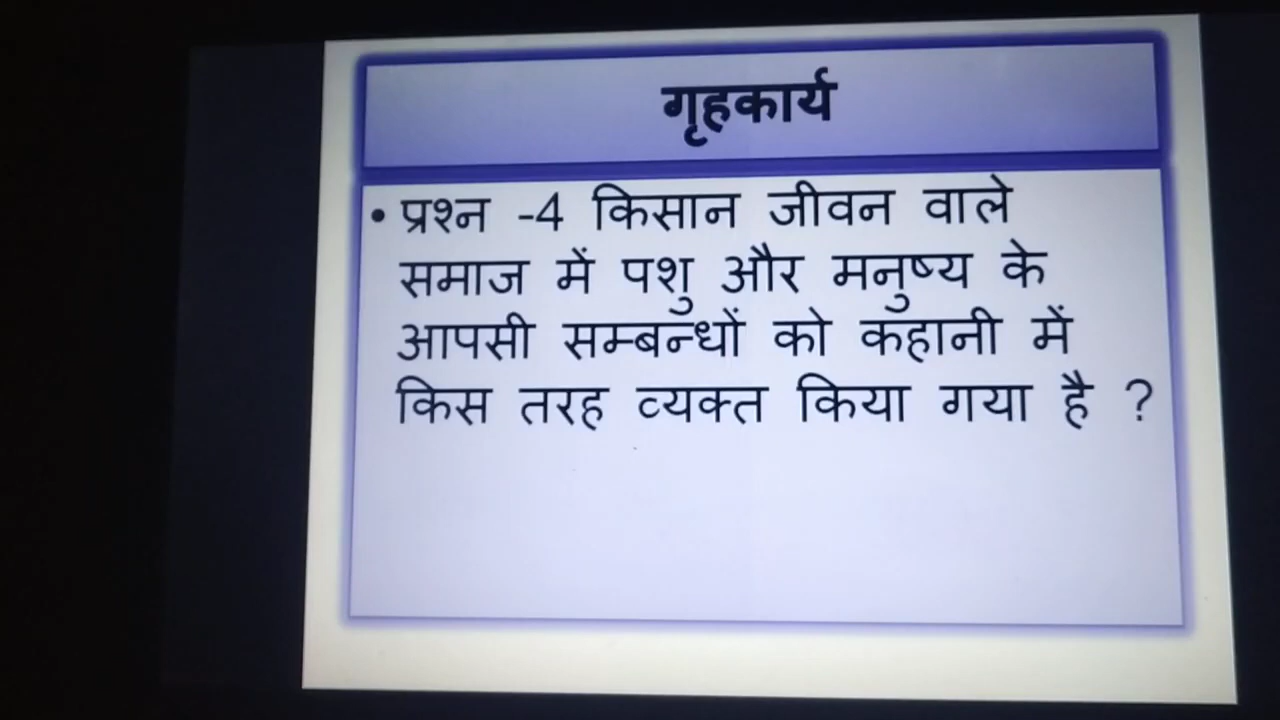 गृहकार्य
• प्रश्न -4 किसान जीवन वाले
समाज में पशु और मनुष्य के
आपसी सम्बन्धों को कहानी में
किस तरह व्यक्त किया गया है ?